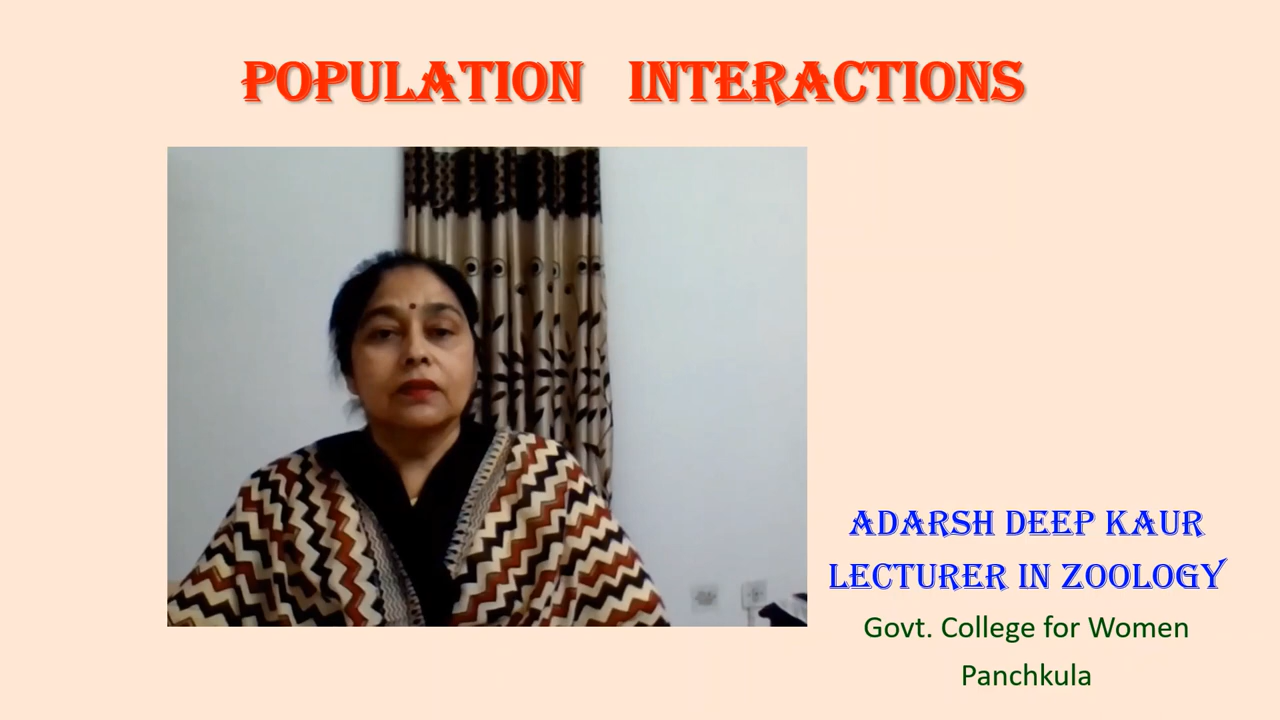 POPULATION INTERACTIONS
ADARSH DEEP KAUR
LECTURER IN ZOOLOGY
Govt. College for Women
Panchkula